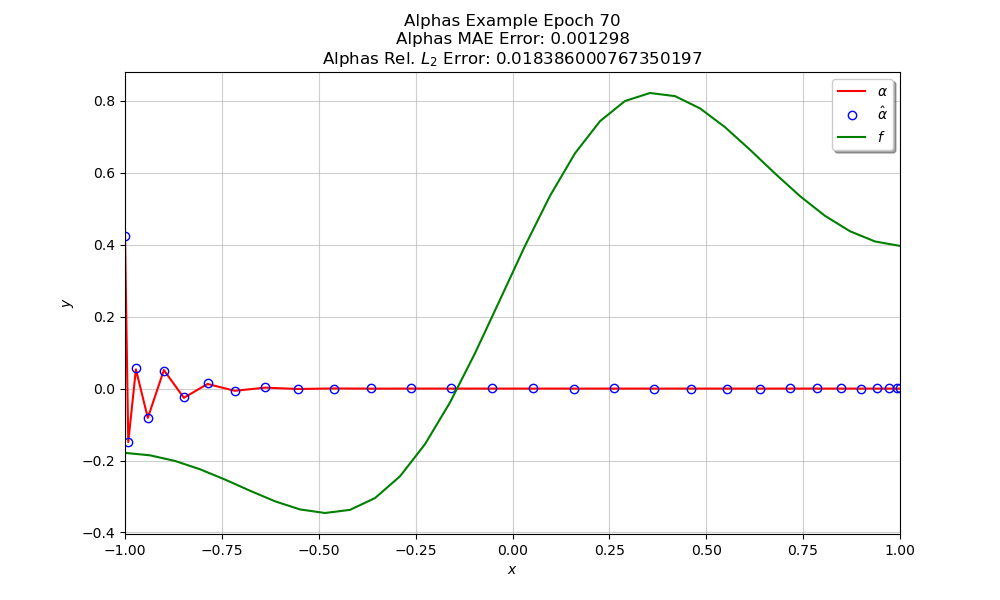 Alphas Example Epoch 70
Alphas MAE Error: 0.001298
Alphas Rel. L₂ Error: 0.018386000767350197
α
α̂
f
y
0.8
0.6
0.4
0.2
0.0
−0.2
−0.4
−1.00 −0.75 −0.50 −0.25 0.00 0.25 0.50 0.75 1.00
x